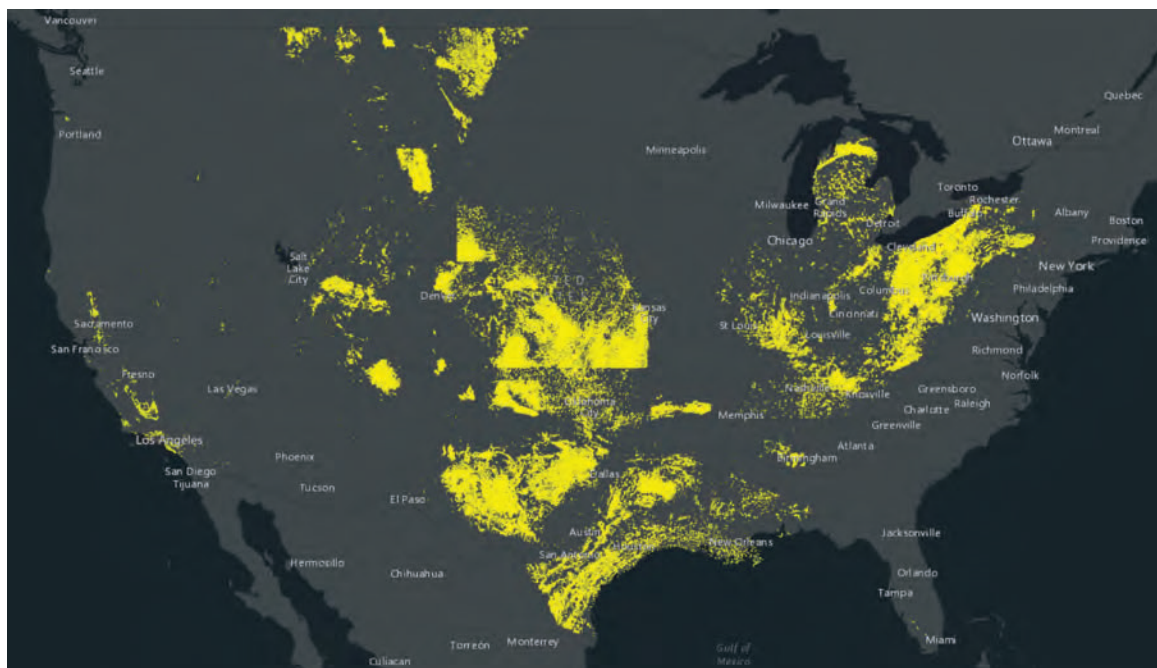 Vancouver
Seattle
Quebec
Montreal
Ottawa
Portland
Minneapolis
Toronto
Rochester
Milwaukee
Grand
Rapids
Buffalo
Albany
Boston
Detroit
Providence
Chicago
Cleveland
Salt
Lake
City
New York
Denver
Indianapolis
Columbus
Philadelphia
Kansas
City
Cincinnati
Sacramento
St Louis
Louisville
Washington
San Francisco
Richmond
Fresno
Norfolk
Las Vegas
Nashville
Knoxville
Greensboro
Raleigh
Oklahoma
City
Memphis
Charlotte
Greenville
Los Angeles
Atlanta
Phoenix
Birmingham
San Diego
Tijuana
Dallas
Tucson
El Paso
Austin
Jacksonville
New Orleans
San Antonio
Hermosillo
Chihuahua
Orlando
Tampa
Torreón
Monterrey
Miami
Gulf of
Mexico
Culiacan